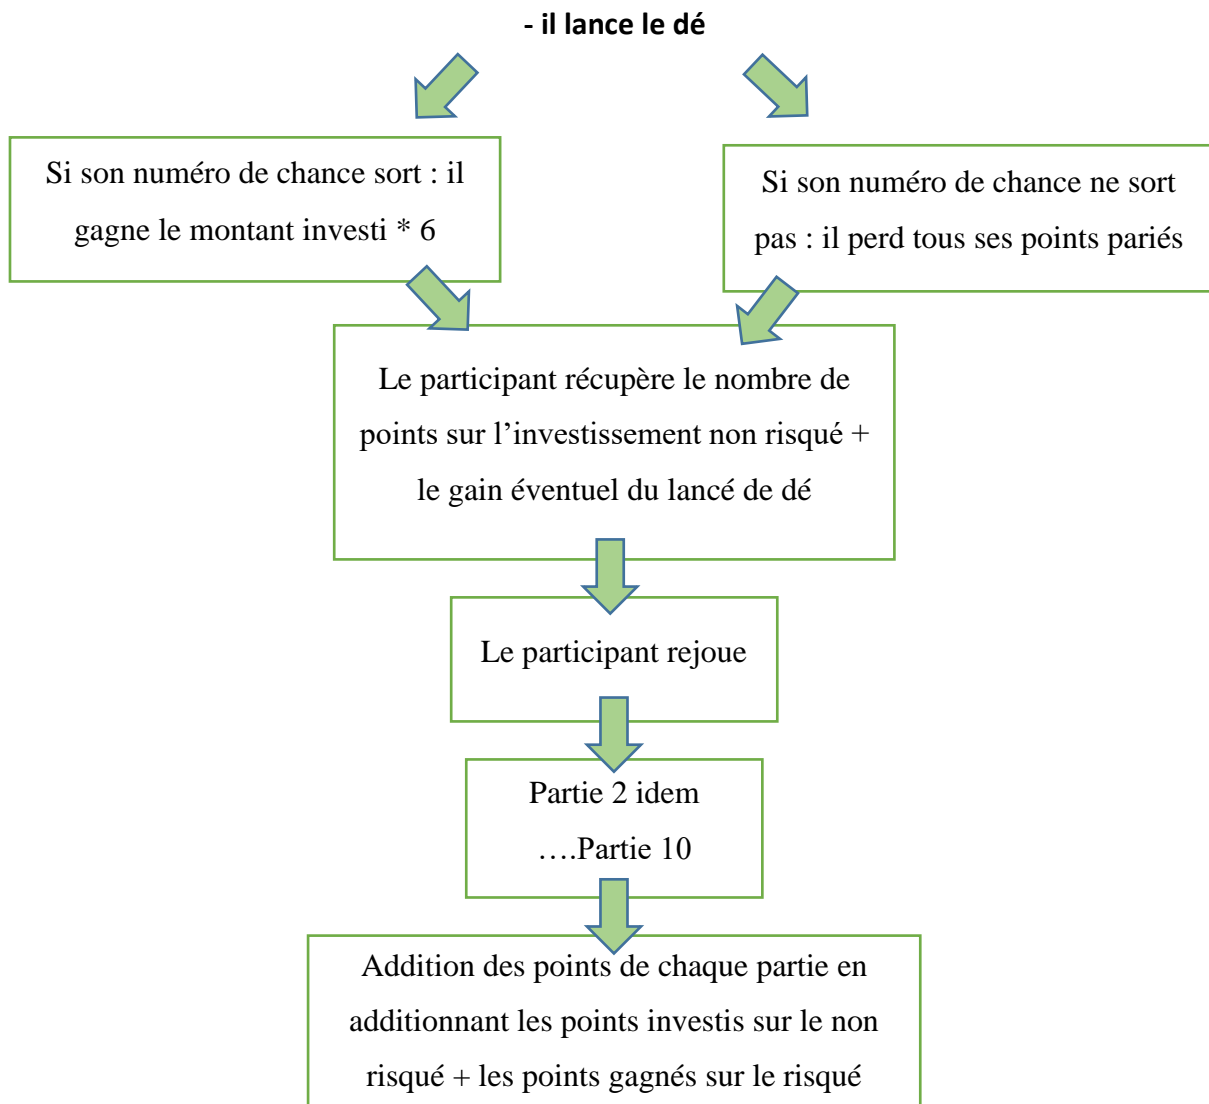 - il lance le dé
Si son numéro de chance sort : il
gagne le montant investi * 6
Si son numéro de chance ne sort
pas : il perd tous ses points pariés
Le participant récupère le nombre de
points sur l’investissement non risqué +
le gain éventuel du lancé de dé
Le participant rejoue
Partie 2 idem
….Partie 10
Addition des points de chaque partie en
additionnant les points investis sur le non
risqué + les points gagnés sur le risqué